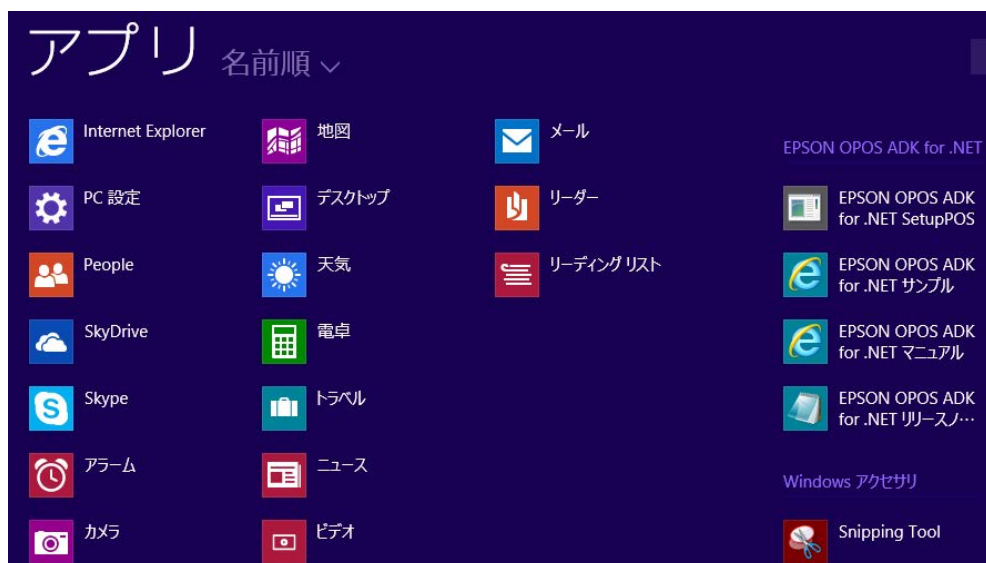 アプリ 名前順
Internet Explorer
PC 設定
People
SkyDrive
Skype
アラーム
カメラ
地図
デスクトップ
天気
電卓
トラベル
ニュース
ビデオ
メール
リーダー
リーディング リスト
EPSON OPOS ADK for .NET
EPSON OPOS ADK
for .NET SetupPOS
EPSON OPOS ADK
for .NET サンプル
EPSON OPOS ADK
for .NET マニュアル
EPSON OPOS ADK
for .NET リリースノ…
Windows アクセサリ
Snipping Tool